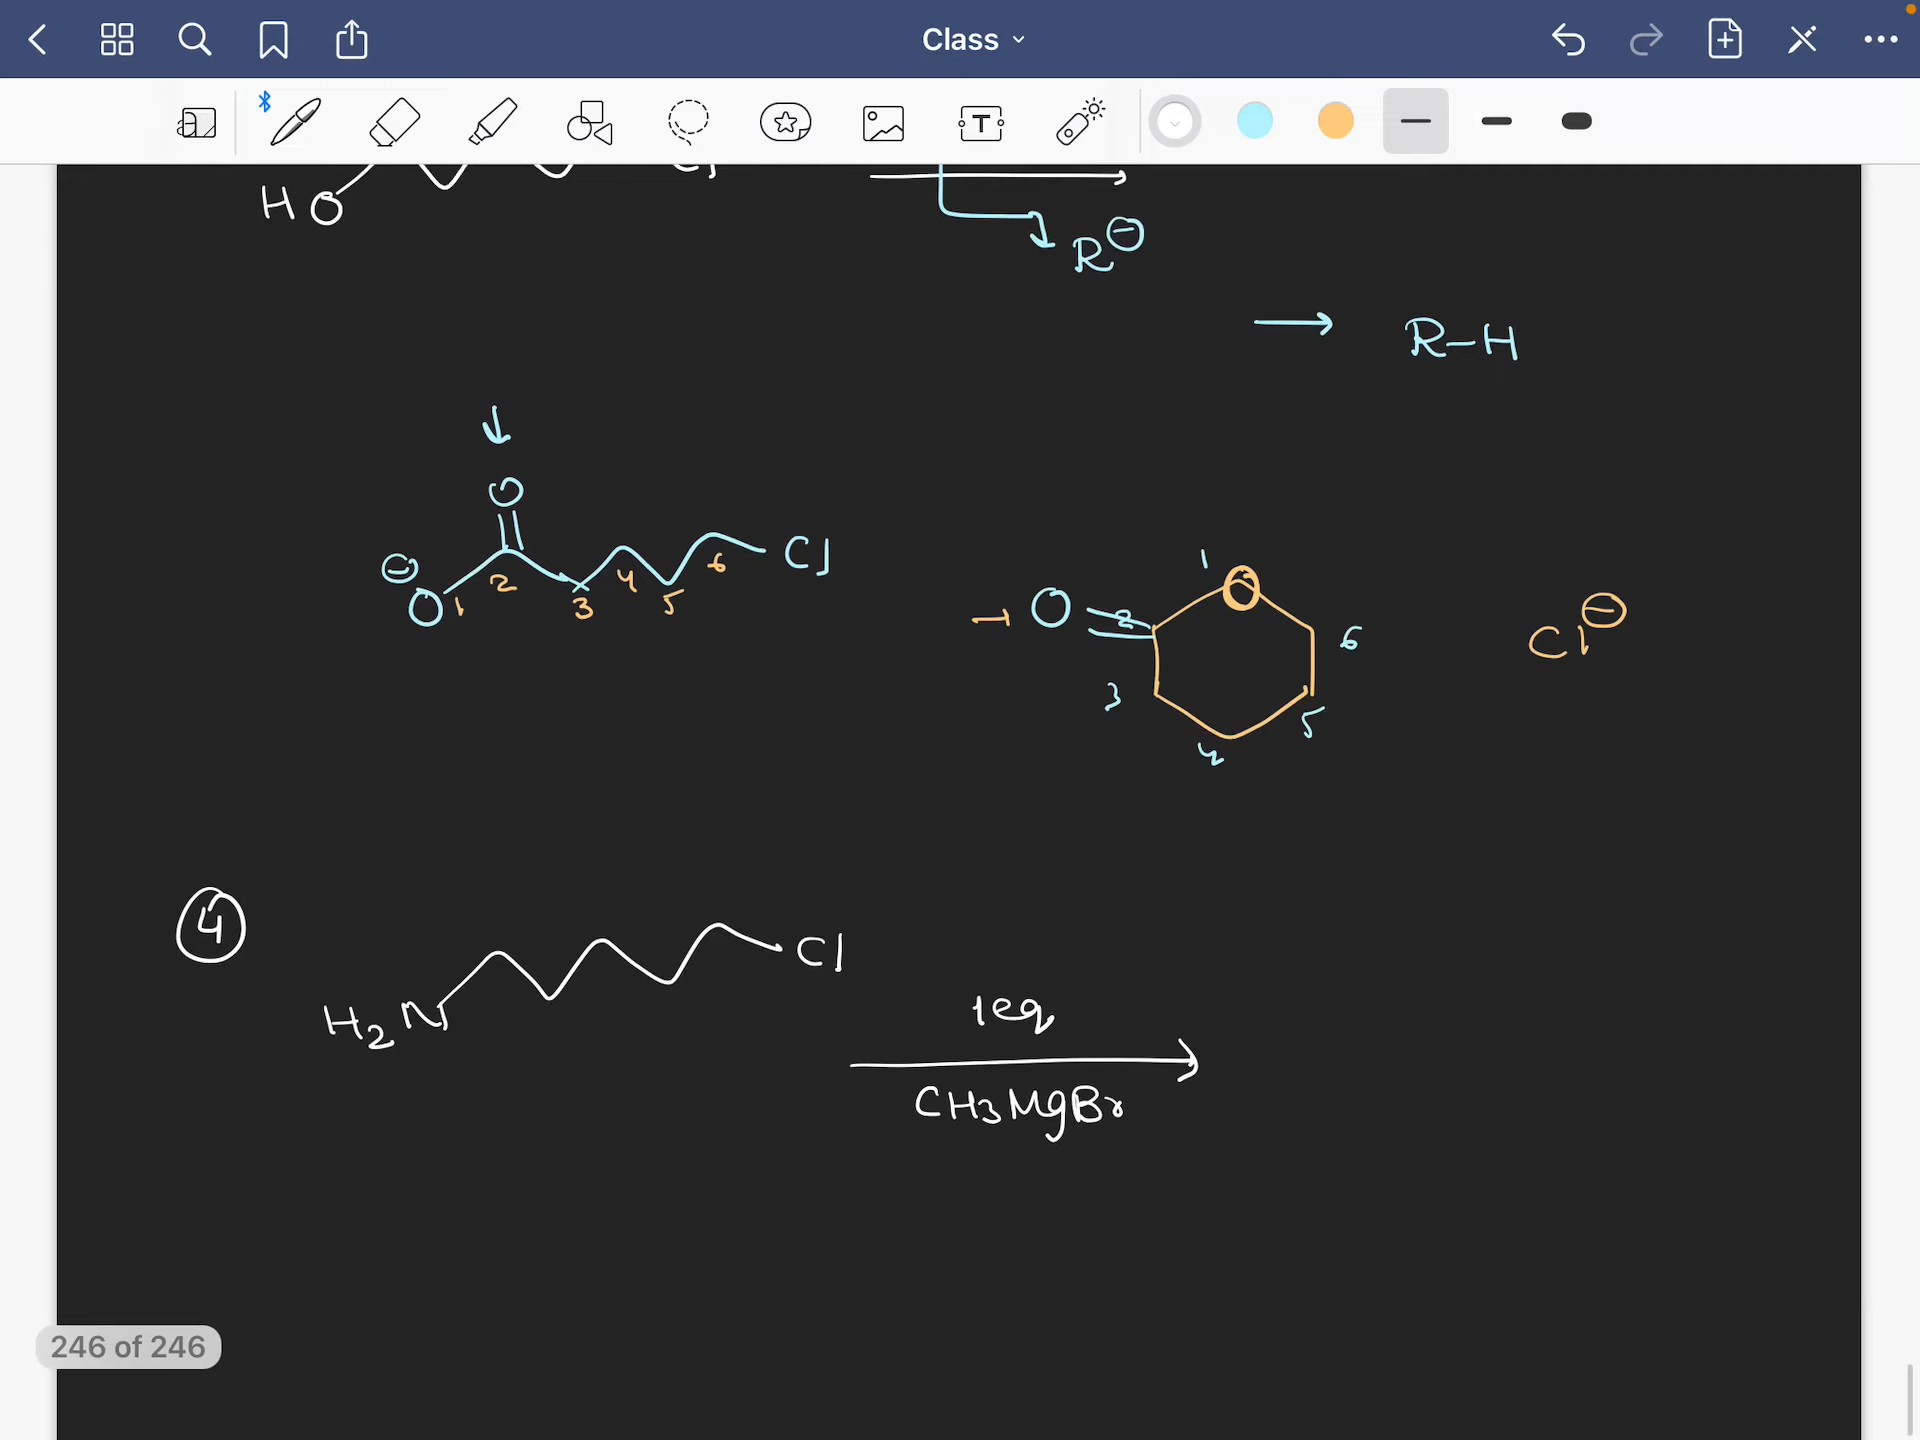 Class
HO Cl
R⊖
→ R-H
O
⊖
O Cl
1 2 3 4 5 6
1
O 2 O 6 Cl⊖
3 5
4
4
H2N Cl
1eq
CH3MgBr
246 of 246